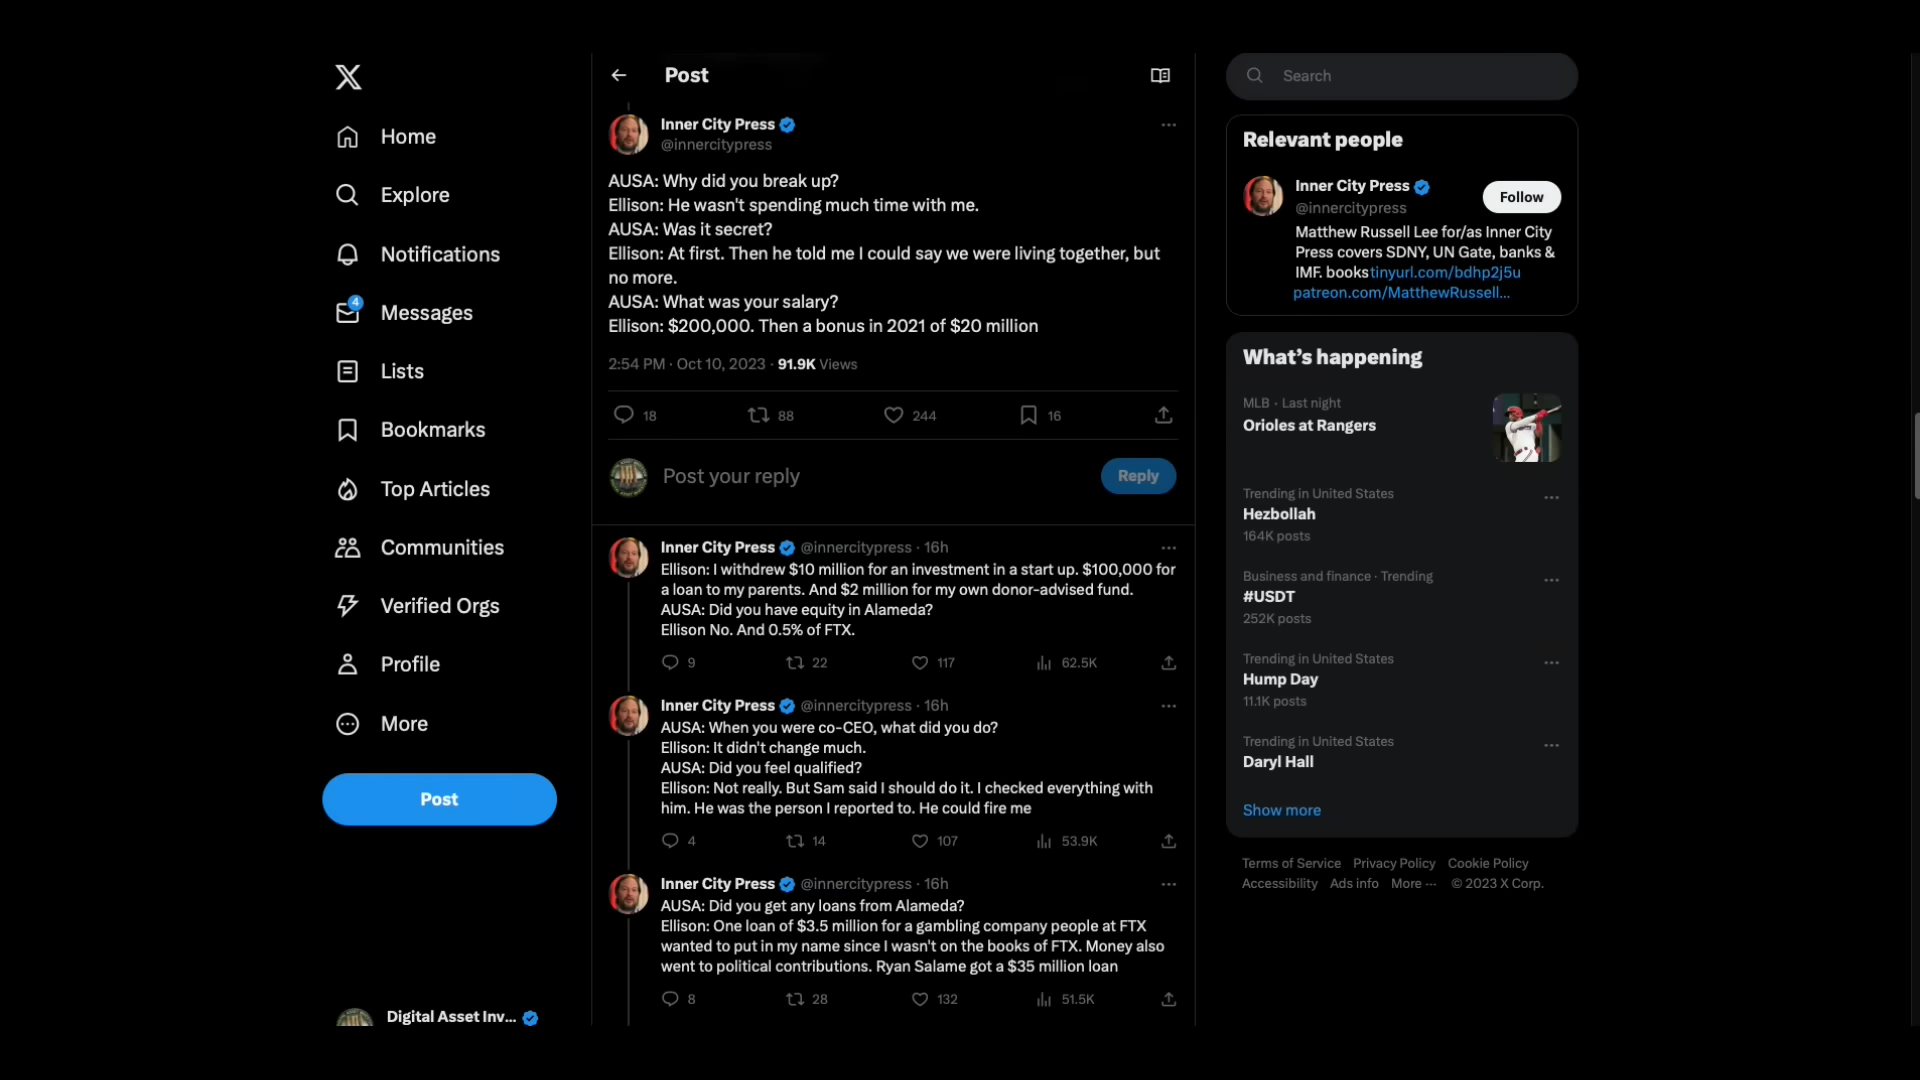 Home
Explore
Notifications
4
Messages
Lists
Bookmarks
Top Articles
Communities
Verified Orgs
Profile
More
Post
Digital Asset Inv...
Post
Inner City Press
@innercitypress
AUSA: Why did you break up?
Ellison: He wasn't spending much time with me.
AUSA: Was it secret?
Ellison: At first. Then he told me I could say we were living together, but
no more.
AUSA: What was your salary?
Ellison: $200,000. Then a bonus in 2021 of $20 million
2:54 PM · Oct 10, 2023 · 91.9K Views
18 88 244 16
Post your reply
Reply
Inner City Press @innercitypress · 16h
Ellison: I withdrew $10 million for an investment in a start up. $100,000 for
a loan to my parents. And $2 million for my own donor-advised fund.
AUSA: Did you have equity in Alameda?
Ellison No. And 0.5% of FTX.
9 22 117 62.5K
Inner City Press @innercitypress · 16h
AUSA: When you were co-CEO, what did you do?
Ellison: It didn't change much.
AUSA: Did you feel qualified?
Ellison: Not really. But Sam said I should do it. I checked everything with
him. He was the person I reported to. He could fire me
4 14 107 53.9K
Inner City Press @innercitypress · 16h
AUSA: Did you get any loans from Alameda?
Ellison: One loan of $3.5 million for a gambling company people at FTX
wanted to put in my name since I wasn't on the books of FTX. Money also
went to political contributions. Ryan Salame got a $35 million loan
8 28 132 51.5K
Search
Relevant people
Inner City Press
@innercitypress
Follow
Matthew Russell Lee for/as Inner City
Press covers SDNY, UN Gate, banks &
IMF. books tinyurl.com/bdhp2j5u
patreon.com/MatthewRussell...
What's happening
MLB · Last night
Orioles at Rangers
Trending in United States
Hezbollah
164K posts
Business and finance · Trending
#USDT
252K posts
Trending in United States
Hump Day
11.1K posts
Trending in United States
Daryl Hall
Show more
Terms of Service Privacy Policy Cookie Policy
Accessibility Ads info More ··· © 2023 X Corp.